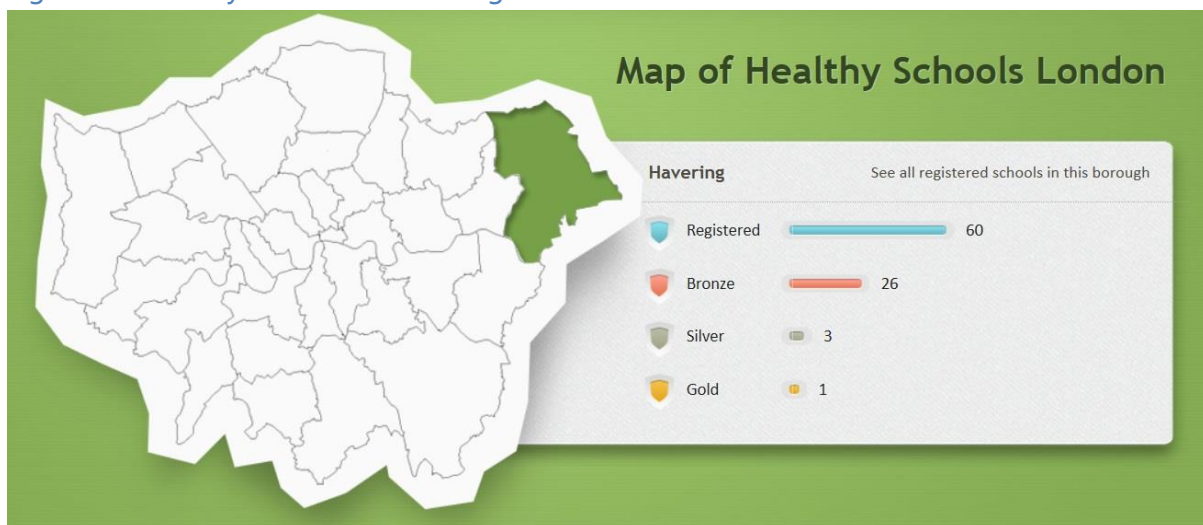 Map of Healthy Schools London
Havering See all registered schools in this borough
Registered 60
Bronze 26
Silver 3
Gold 1